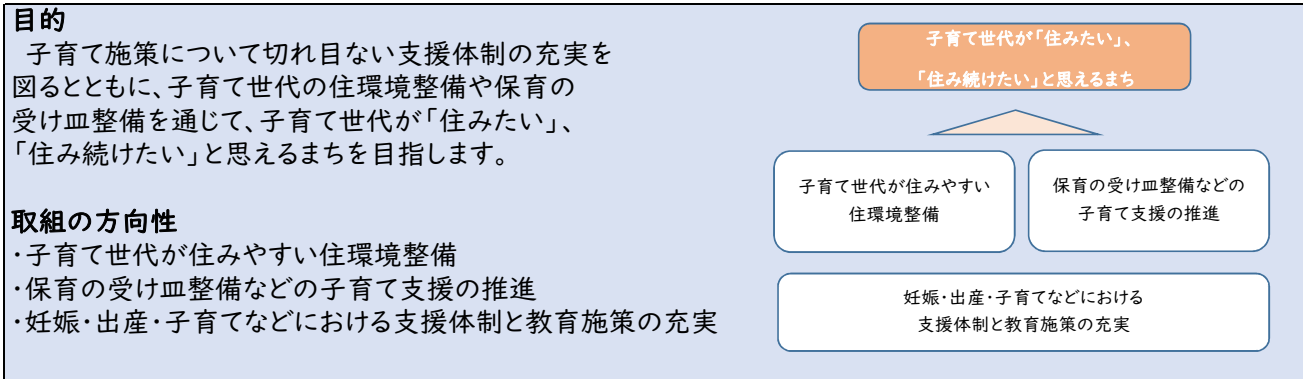 目的
子育て施策について切れ目ない支援体制の充実を
図るとともに、子育て世代の住環境整備や保育の
受け皿整備を通じて、子育て世代が「住みたい」、
「住み続けたい」と思えるまちを目指します。
取組の方向性
・子育て世代が住みやすい住環境整備
・保育の受け皿整備などの子育て支援の推進
・妊娠・出産・子育てなどにおける支援体制と教育施策の充実
子育て世代が「住みたい」、
「住み続けたい」と思えるまち
子育て世代が住みやすい
住環境整備
保育の受け皿整備などの
子育て支援の推進
妊娠・出産・子育てなどにおける
支援体制と教育施策の充実